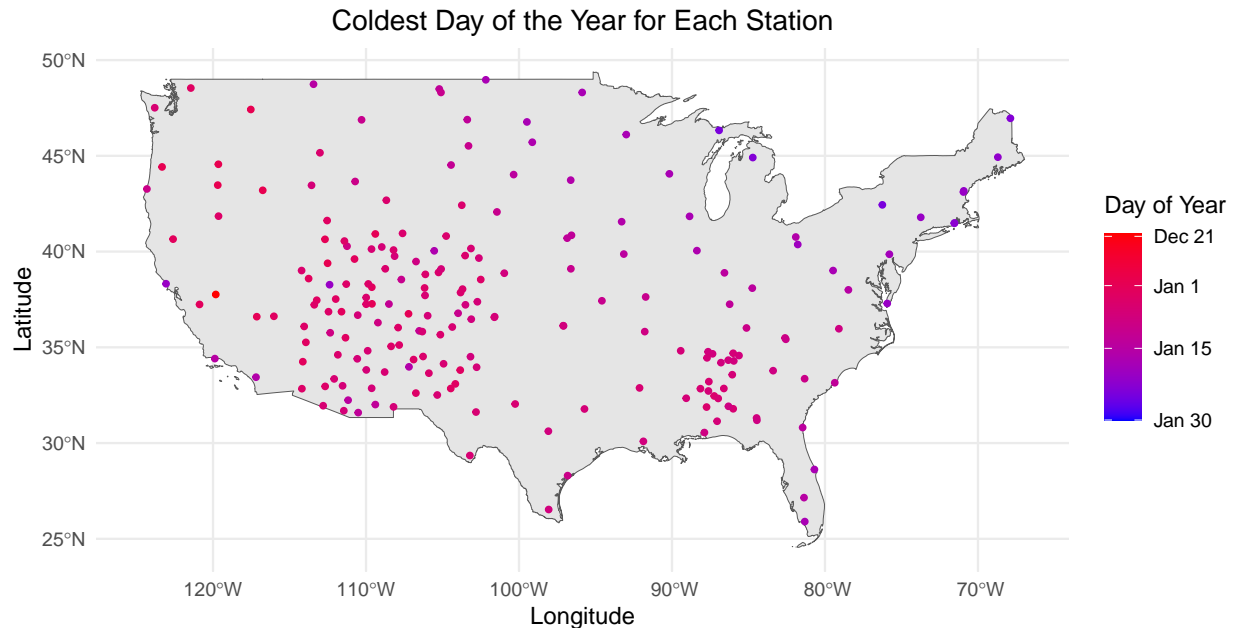 Coldest Day of the Year for Each Station
50°N
45°N
40°N
35°N
30°N
25°N
Latitude
120°W
110°W
100°W
90°W
80°W
70°W
Longitude
Day of Year
Dec 21
Jan 1
Jan 15
Jan 30